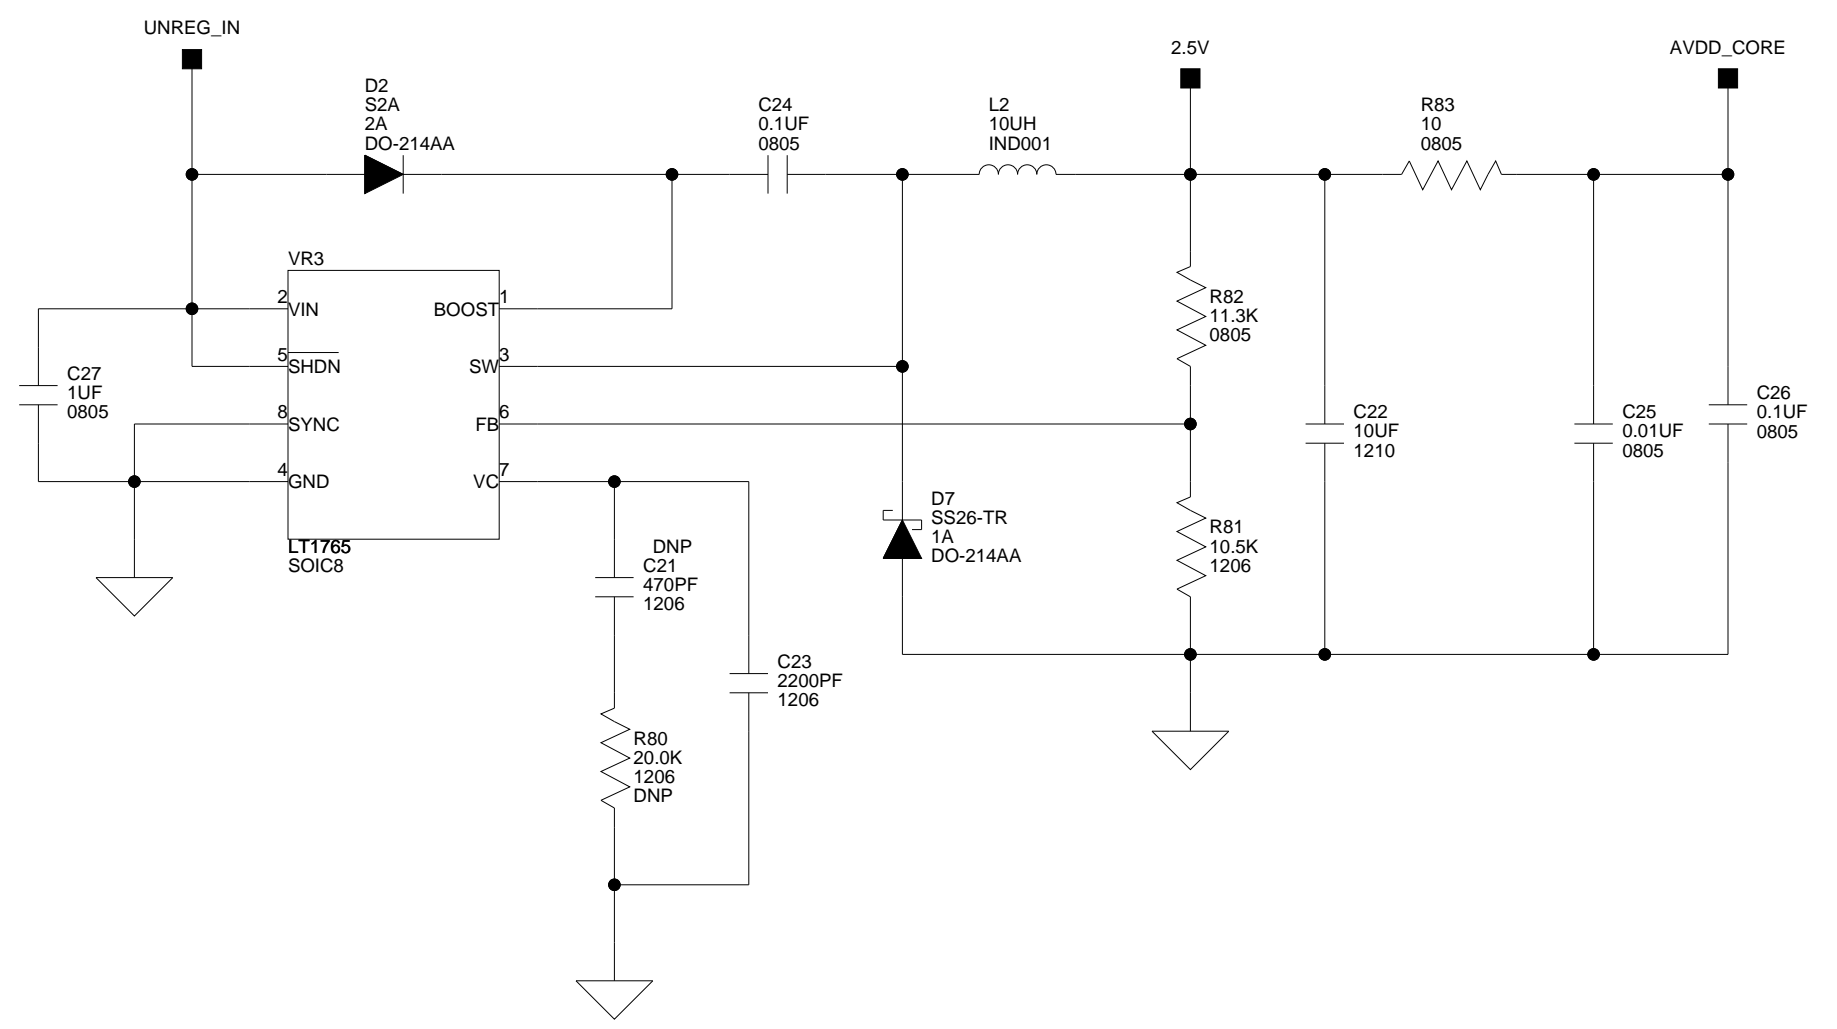 UNREG_IN
2.5V
AVDD_CORE
D2
S2A
2A
DO-214AA
C24
0.1UF
0805
L2
10UH
IND001
R83
10
0805
VR3
2
VIN
5
SHDN
8
SYNC
4
GND
1
BOOST
3
SW
6
FB
7
VC
LT1765
SOIC8
C27
1UF
0805
R82
11.3K
0805
C22
10UF
1210
C25
0.01UF
0805
C26
0.1UF
0805
D7
SS26-TR
1A
DO-214AA
R81
10.5K
1206
DNP
C21
470PF
1206
C23
2200PF
1206
R80
20.0K
1206
DNP